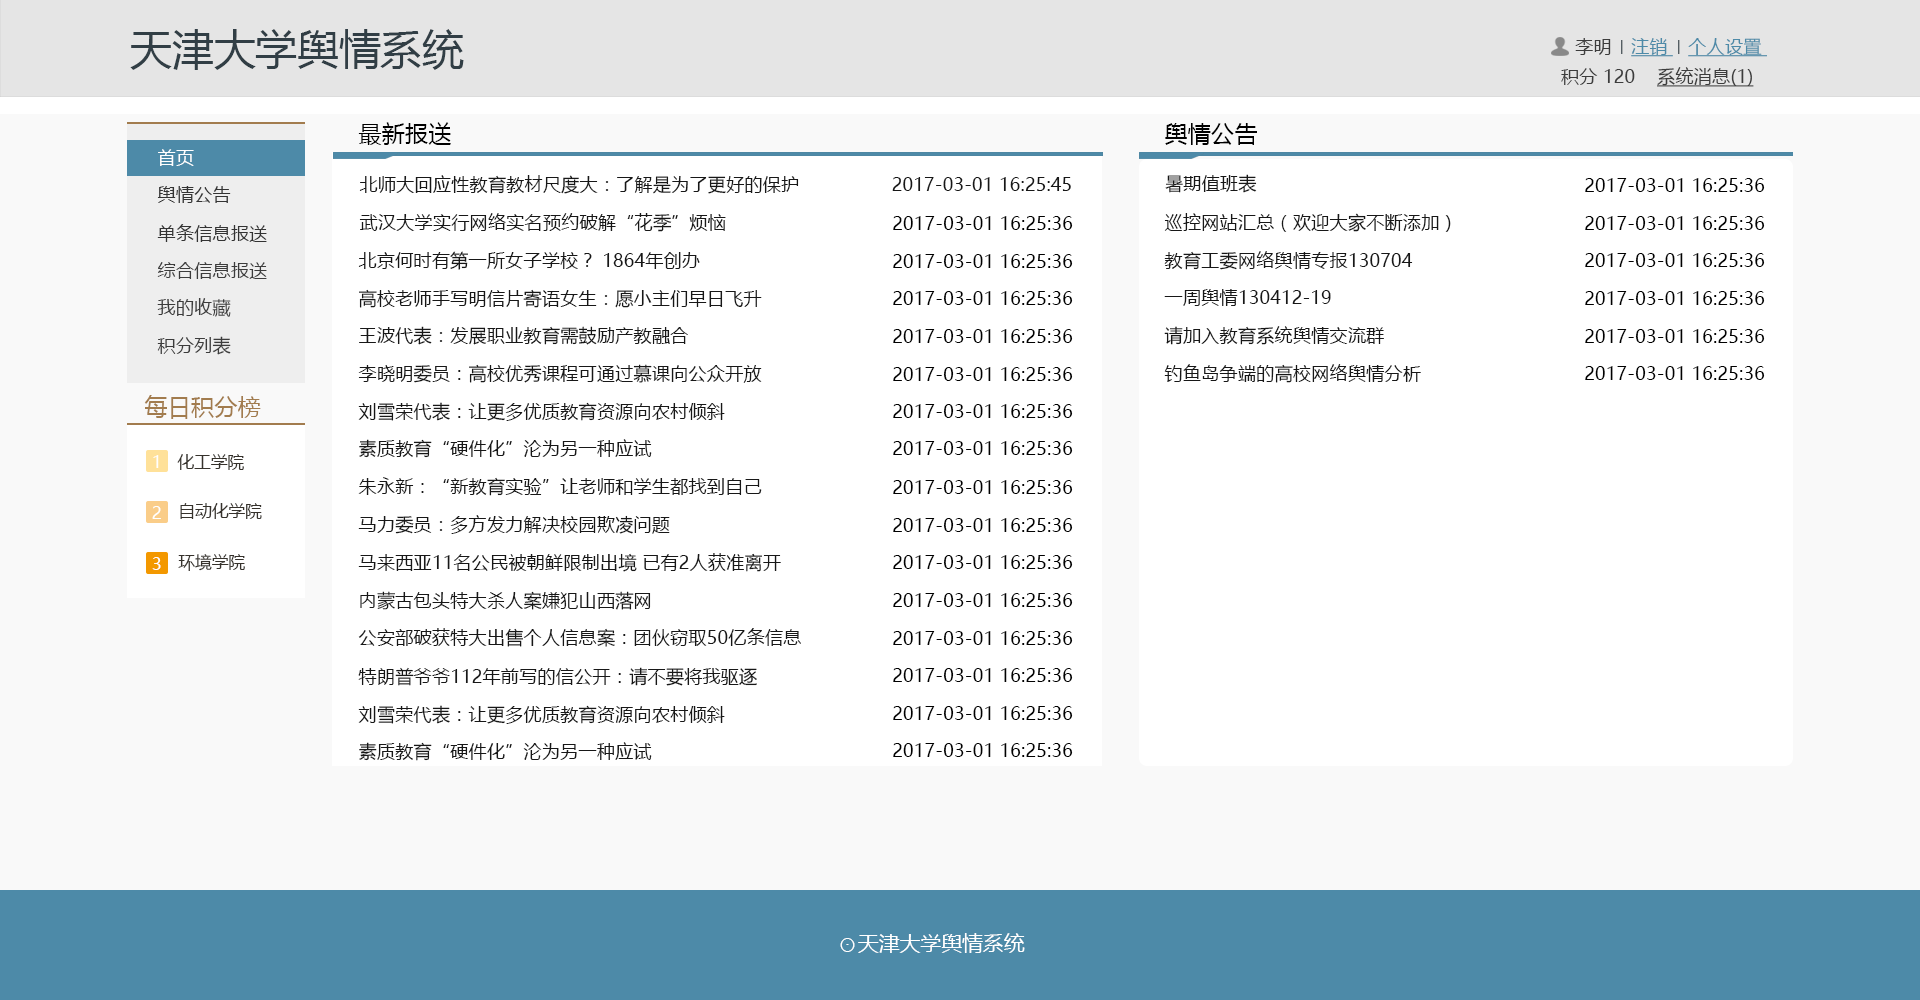 天津大学舆情系统
李明 | 注销 | 个人设置
积分 120 系统消息(1)
首页
舆情公告
单条信息报送
综合信息报送
我的收藏
积分列表
每日积分榜
1 化工学院
2 自动化学院
3 环境学院
最新报送
北师大回应性教育教材尺度大：了解是为了更好的保护 2017-03-01 16:25:45
武汉大学实行网络实名预约破解“花季”烦恼 2017-03-01 16:25:36
北京何时有第一所女子学校？ 1864年创办 2017-03-01 16:25:36
高校老师手写明信片寄语女生：愿小主们早日飞升 2017-03-01 16:25:36
王波代表：发展职业教育需鼓励产教融合 2017-03-01 16:25:36
李晓明委员：高校优秀课程可通过慕课向公众开放 2017-03-01 16:25:36
刘雪荣代表：让更多优质教育资源向农村倾斜 2017-03-01 16:25:36
素质教育“硬件化”沦为另一种应试 2017-03-01 16:25:36
朱永新：“新教育实验”让老师和学生都找到自己 2017-03-01 16:25:36
马力委员：多方发力解决校园欺凌问题 2017-03-01 16:25:36
马来西亚11名公民被朝鲜限制出境 已有2人获准离开 2017-03-01 16:25:36
内蒙古包头特大杀人案嫌犯山西落网 2017-03-01 16:25:36
公安部破获特大出售个人信息案：团伙窃取50亿条信息 2017-03-01 16:25:36
特朗普爷爷112年前写的信公开：请不要将我驱逐 2017-03-01 16:25:36
刘雪荣代表：让更多优质教育资源向农村倾斜 2017-03-01 16:25:36
素质教育“硬件化”沦为另一种应试 2017-03-01 16:25:36
舆情公告
暑期值班表 2017-03-01 16:25:36
巡控网站汇总（欢迎大家不断添加） 2017-03-01 16:25:36
教育工委网络舆情专报130704 2017-03-01 16:25:36
一周舆情130412-19 2017-03-01 16:25:36
请加入教育系统舆情交流群 2017-03-01 16:25:36
钓鱼岛争端的高校网络舆情分析 2017-03-01 16:25:36
⊙天津大学舆情系统